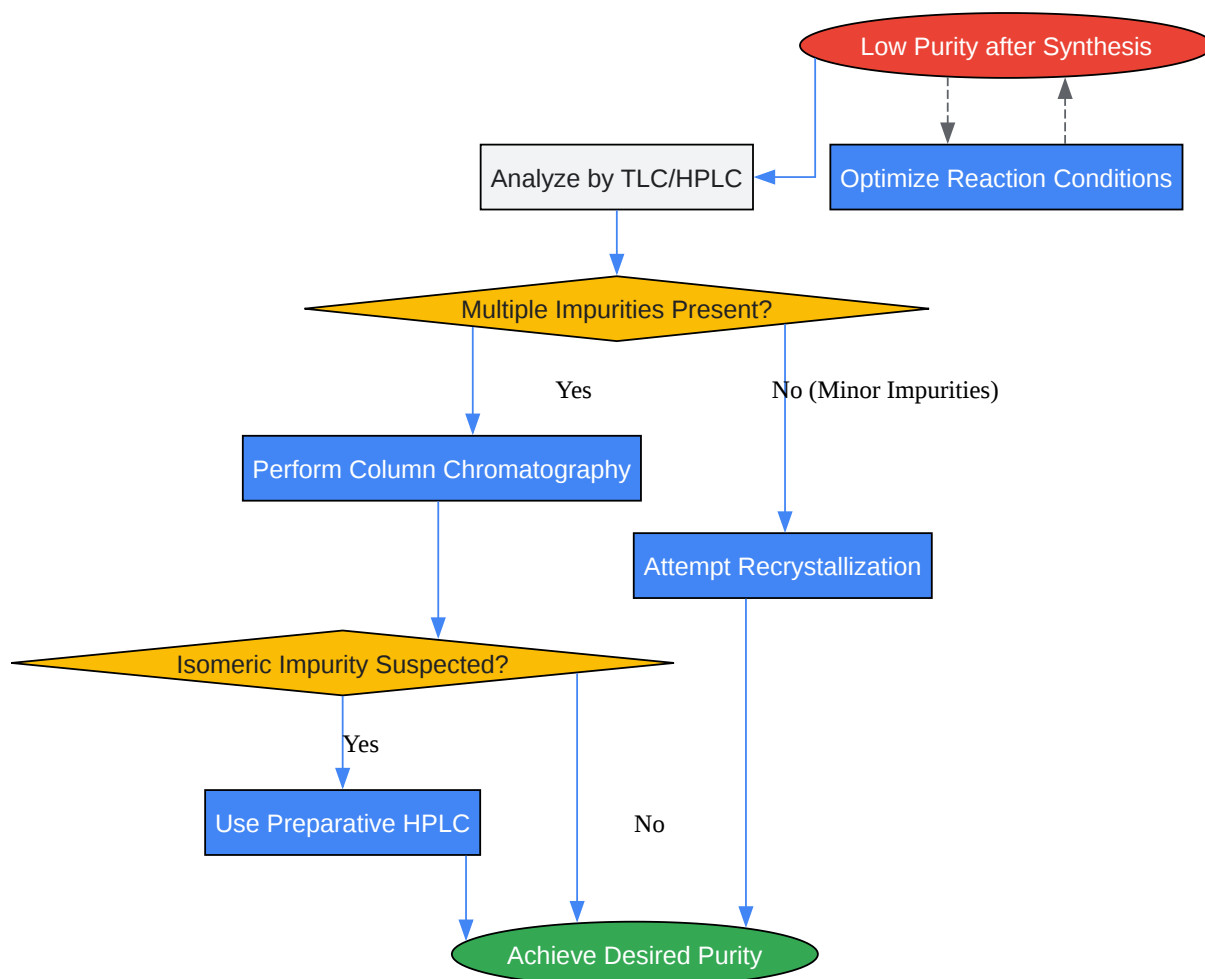 Low Purity after Synthesis
Analyze by TLC/HPLC
Optimize Reaction Conditions
Multiple Impurities Present?
Yes
No (Minor Impurities)
Perform Column Chromatography
Attempt Recrystallization
Isomeric Impurity Suspected?
Yes
Use Preparative HPLC
No
Achieve Desired Purity